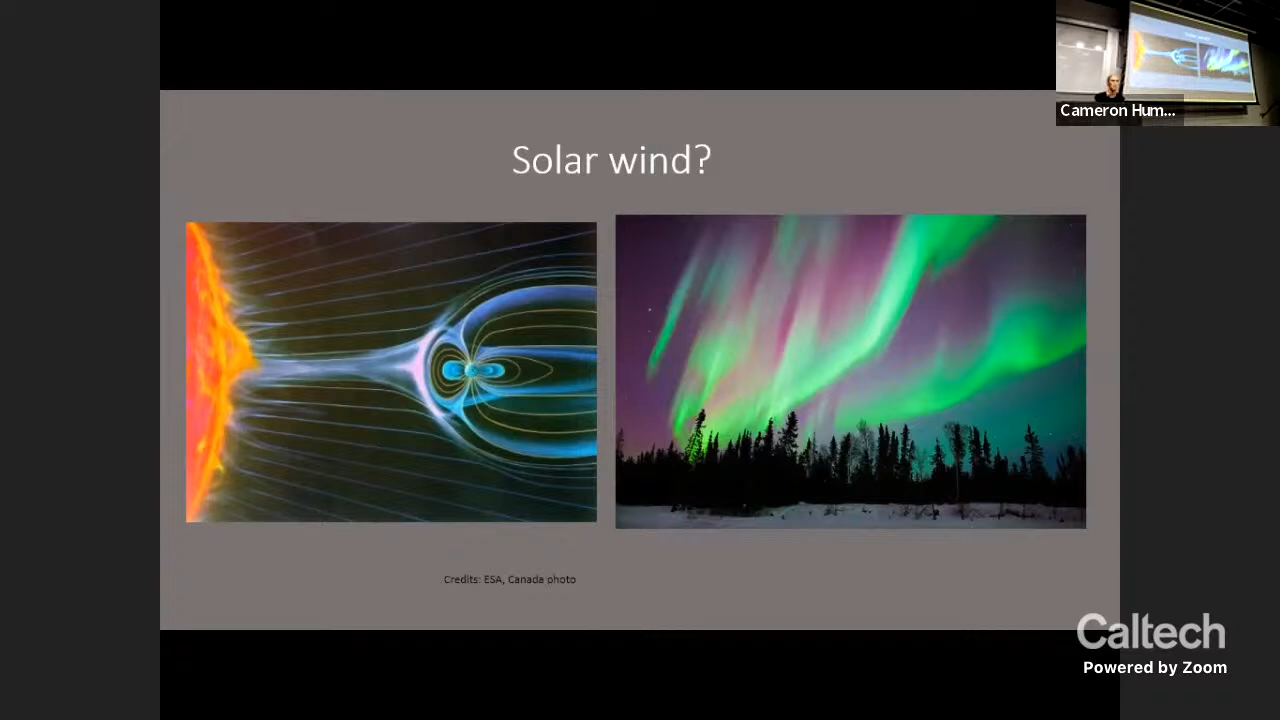 Cameron Hum...
Solar wind?
Credits: ESA, Canada photo
Caltech
Powered by Zoom